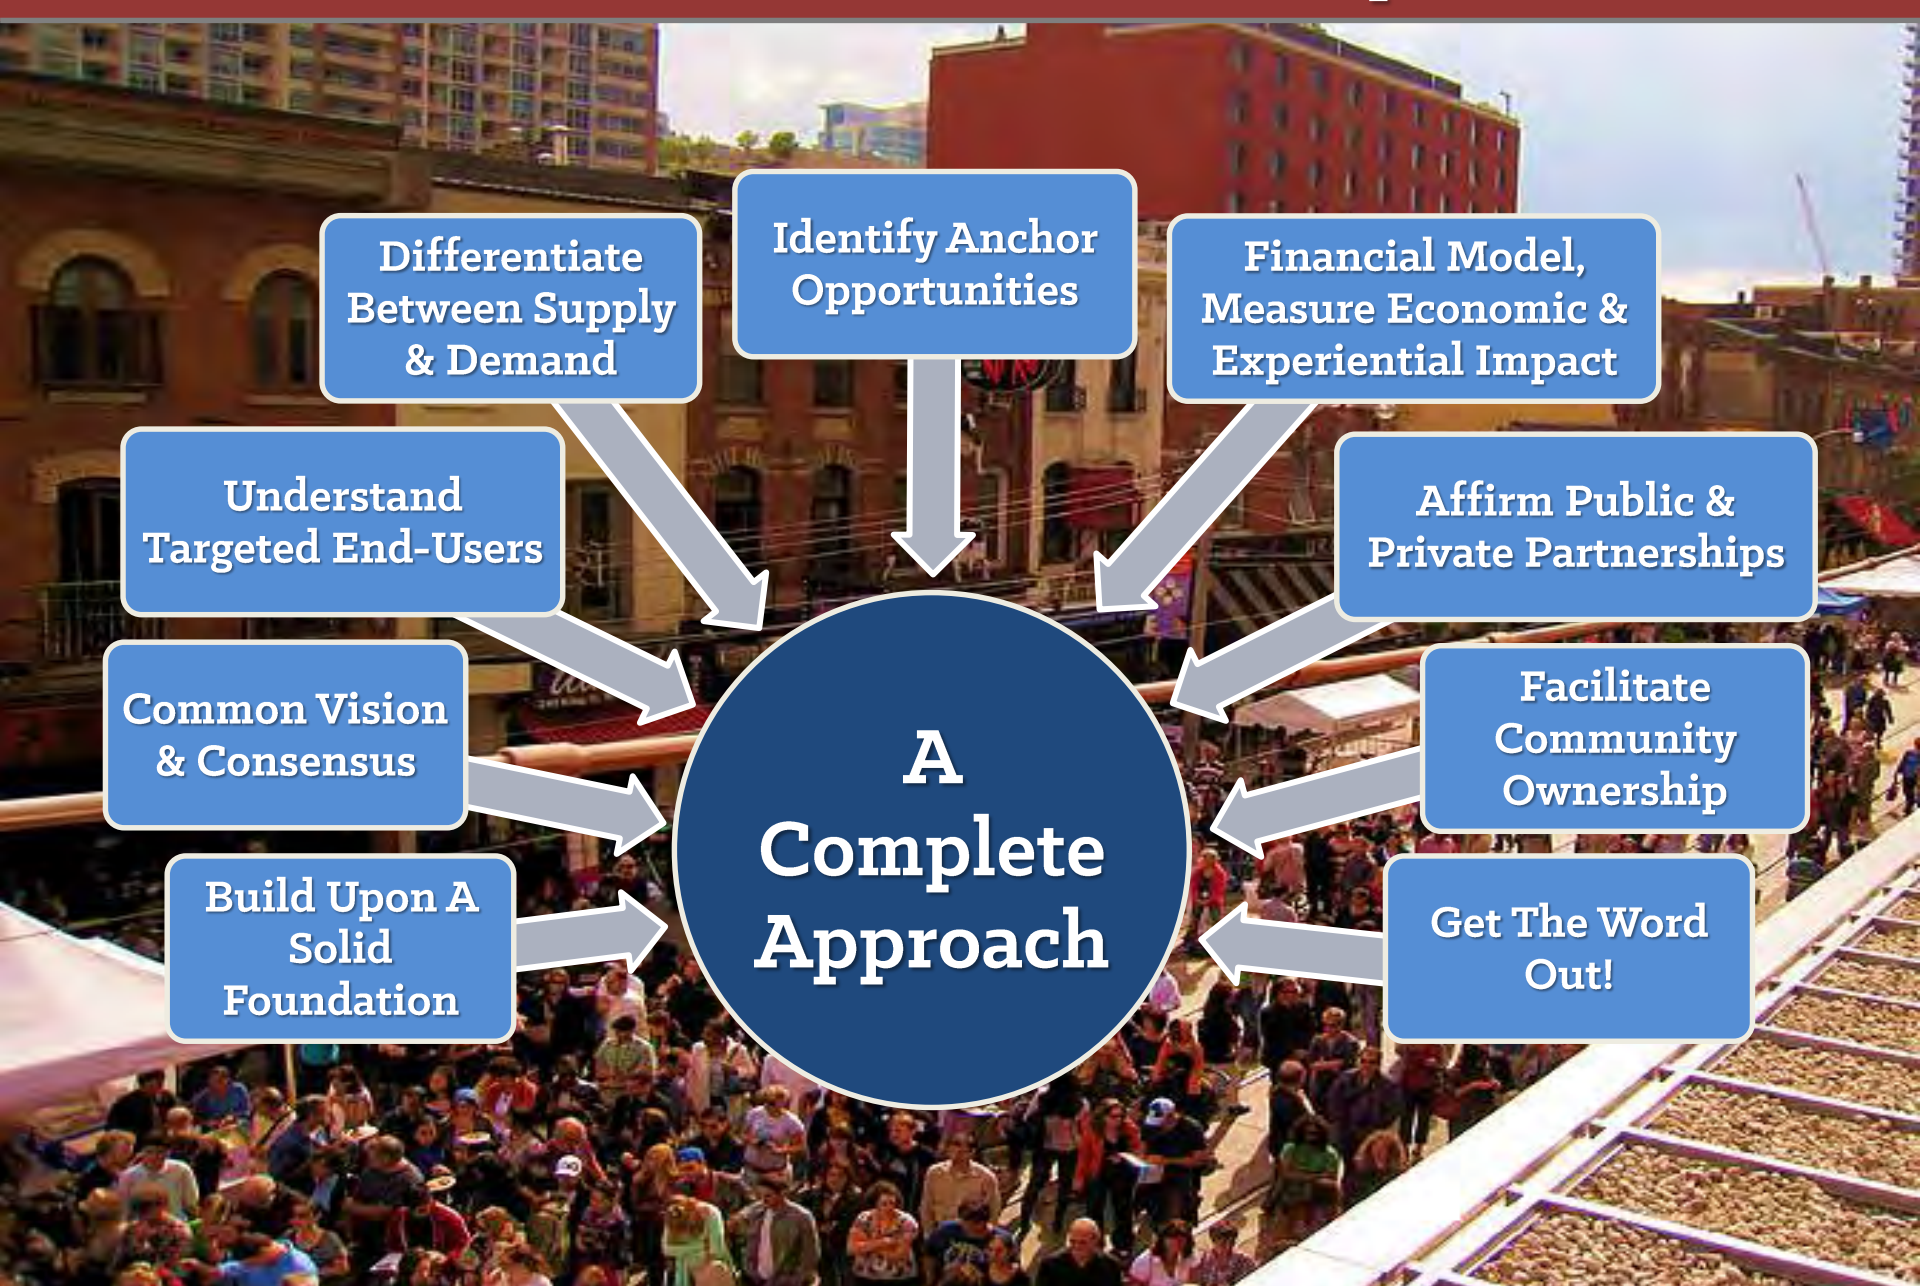 Identify Anchor
Opportunities
Differentiate
Between Supply
& Demand
Financial Model,
Measure Economic &
Experiential Impact
Understand
Targeted End-Users
Affirm Public &
Private Partnerships
Common Vision
& Consensus
Facilitate
Community
Ownership
Build Upon A
Solid
Foundation
Get The Word
Out!
A
Complete
Approach